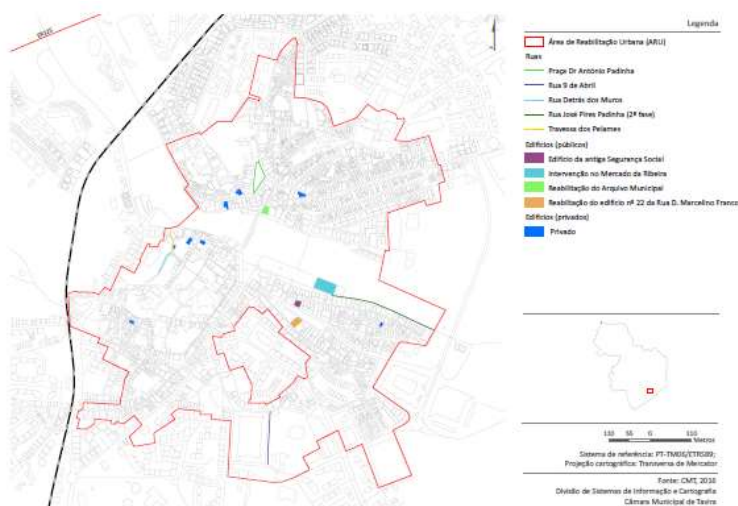 Legenda
Área de Reabilitação Urbana (ARU)
Ruas
Praça Dr António Padinha
Rua 9 de Abril
Rua Detrás dos Muros
Rua José Pires Padinha (2ª fase)
Travessa dos Pelames
Edifícios (públicos)
Edifício da antiga Segurança Social
Intervenção no Mercado da Ribeira
Reabilitação do Arquivo Municipal
Reabilitação do edifício nº 22 da Rua D. Marcelino Franco
Edifícios (privados)
Privado
110 55 0 110
Metros
Sistema de referência: PT-TM06/ETRS89;
Projeção cartográfica: Transversa de Mercator
Fonte: CMT, 2016
Divisão de Sistemas de Informação e Cartografia
Câmara Municipal de Tavira